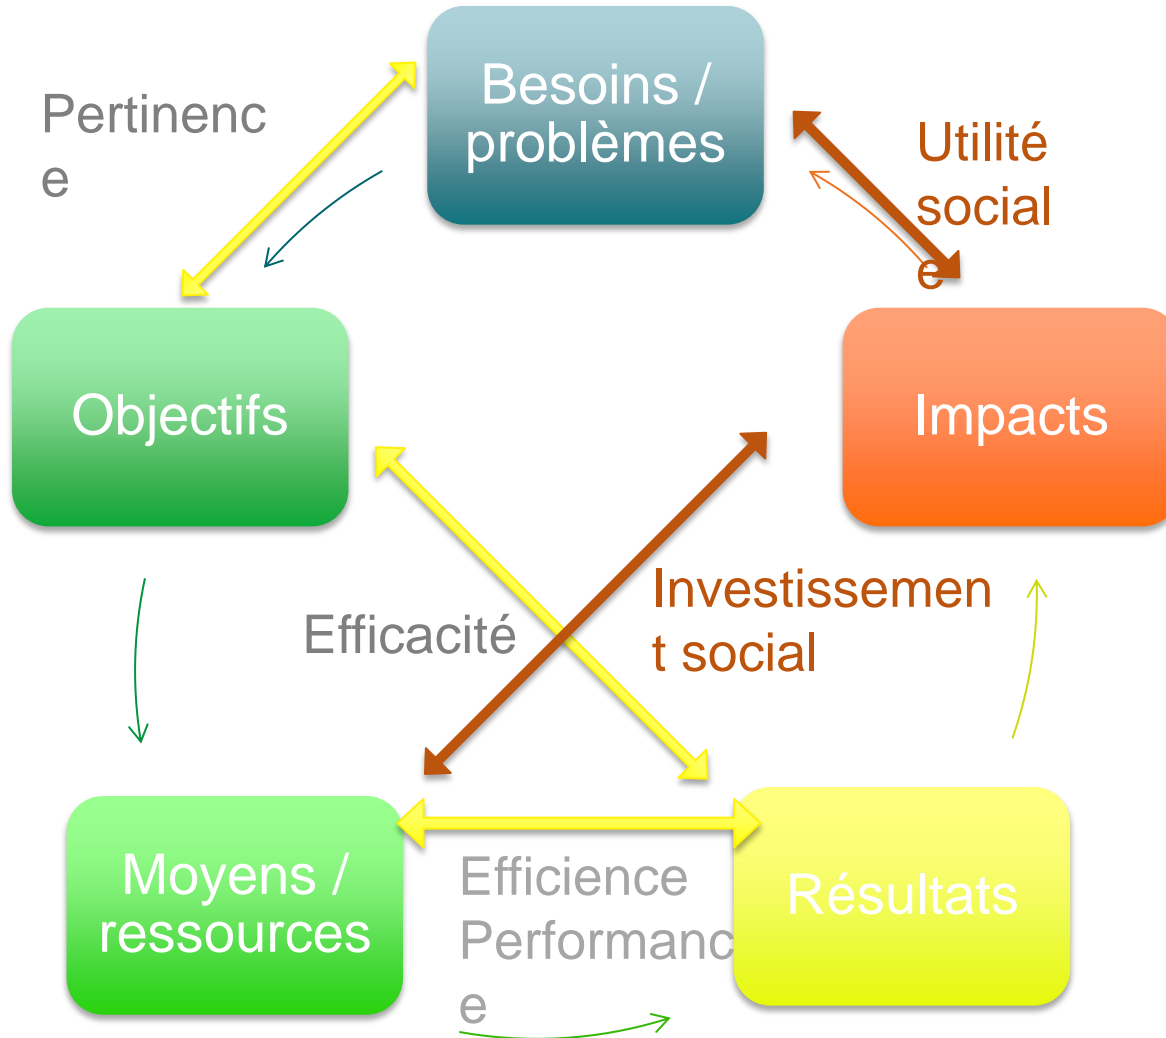 Besoins /
problèmes
Pertinenc
e
Utilité
social
e
Objectifs
Impacts
Efficacité
Investissemen
t social
Moyens /
ressources
Efficience
Performanc
e
Résultats